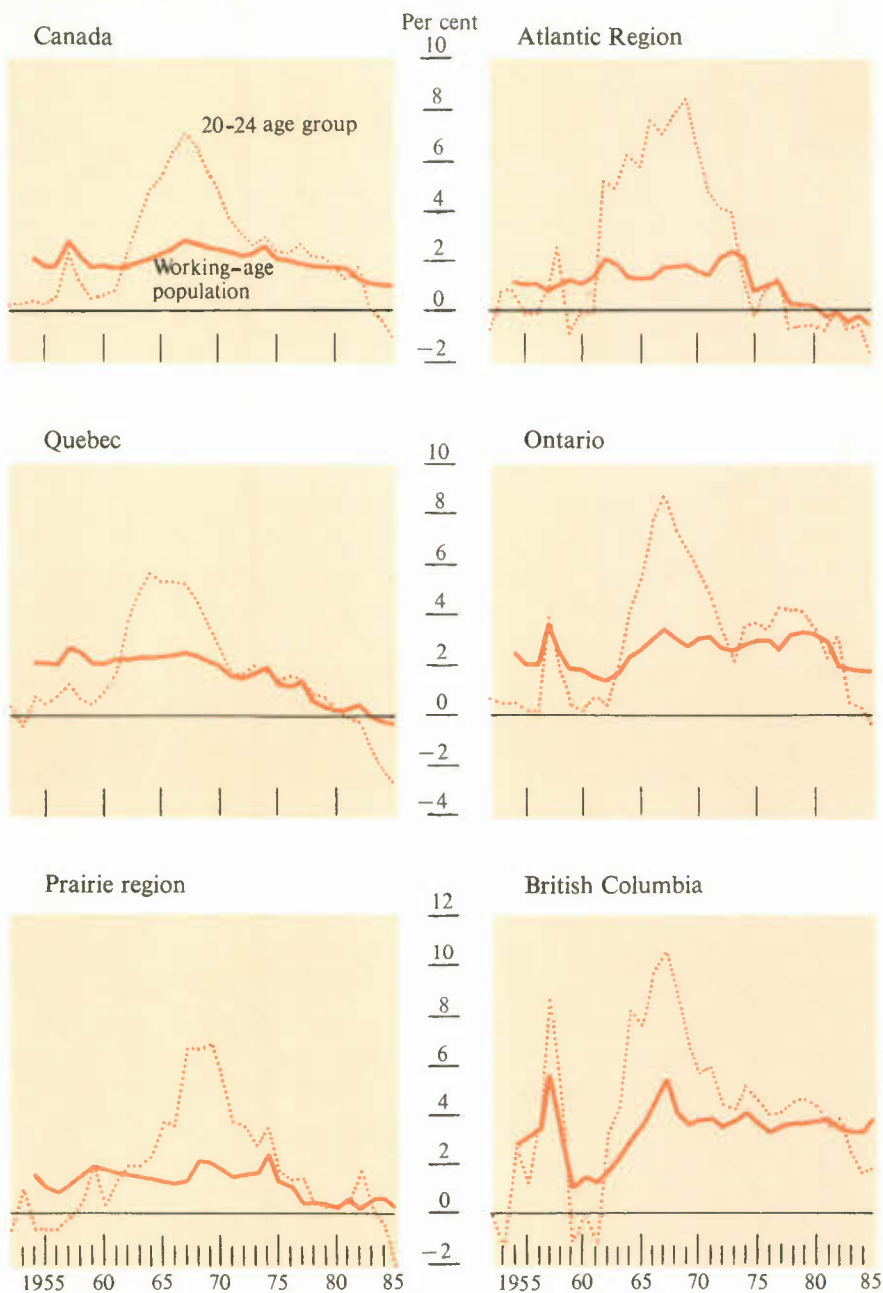 Per cent
Canada
Atlantic Region
10
8
6
4
2
0
−2
20-24 age group
Working-age
population
Quebec
Ontario
10
8
6
4
2
0
−2
−4
Prairie region
British Columbia
12
10
8
6
4
2
0
−2
1955 60 65 70 75 80 85
1955 60 65 70 75 80 85